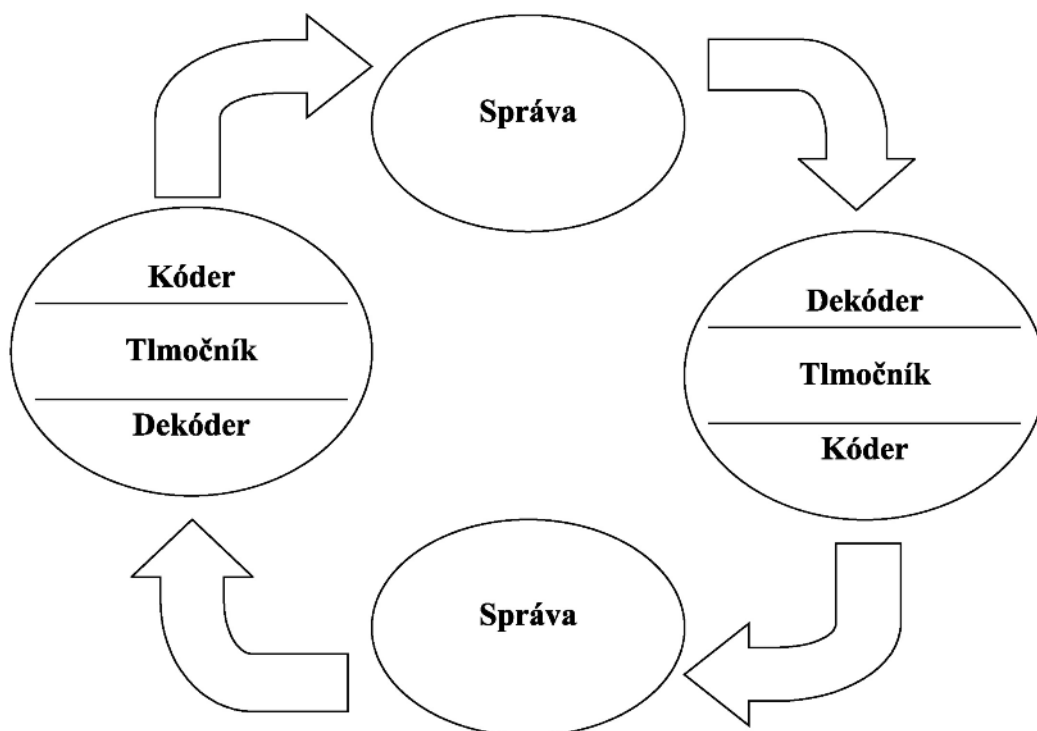 Správa
Kóder
Tlmočník
Dekóder
Dekóder
Tlmočník
Kóder
Správa